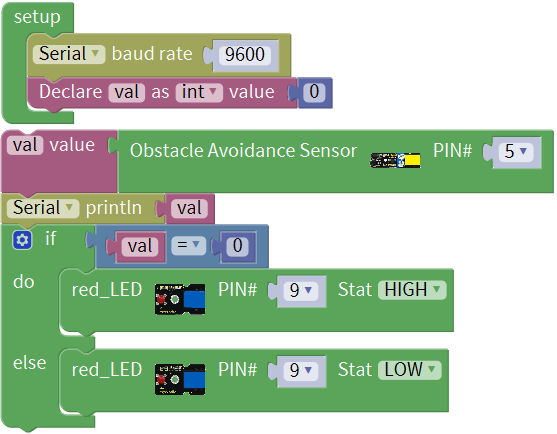 setup
Serial baud rate 9600
Declare val as int value 0
val value Obstacle Avoidance Sensor PIN# 5
Serial println val
if val = 0
do red_LED PIN# 9 Stat HIGH
else red_LED PIN# 9 Stat LOW